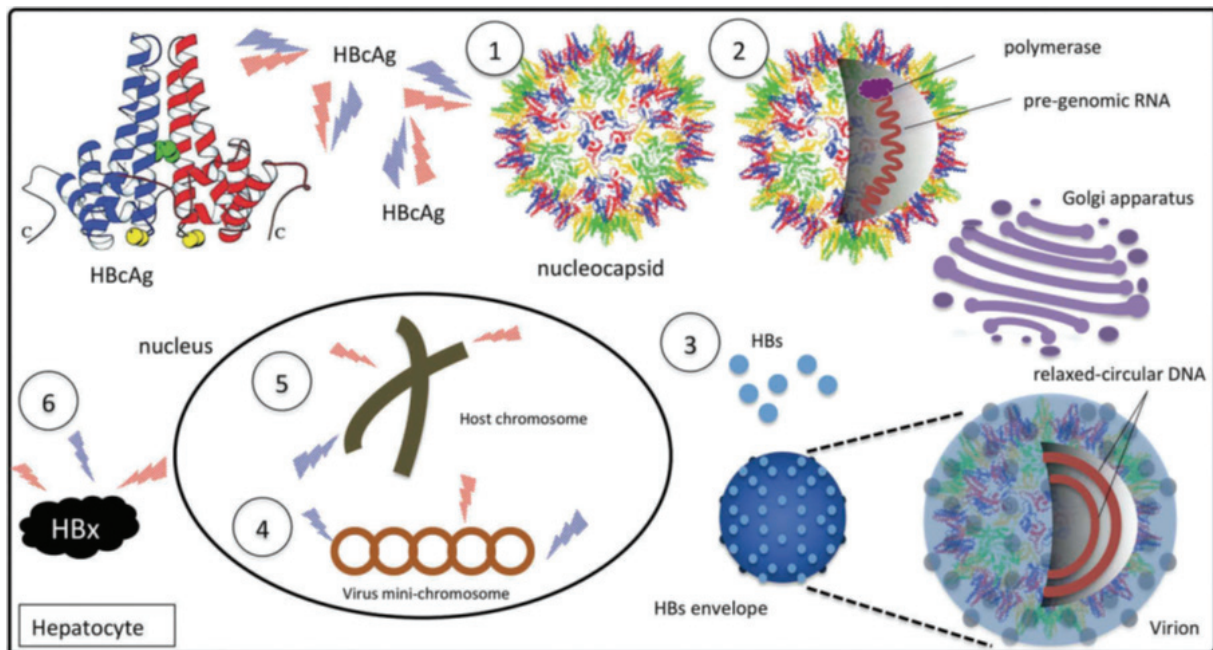 HBcAg
1
2
polymerase
pre-genomic RNA
C
C
HBcAg
HBcAg
nucleocapsid
Golgi apparatus
nucleus
3
HBs
relaxed-circular DNA
5
6
Host chromosome
HBx
4
Virus mini-chromosome
HBs envelope
Virion
Hepatocyte